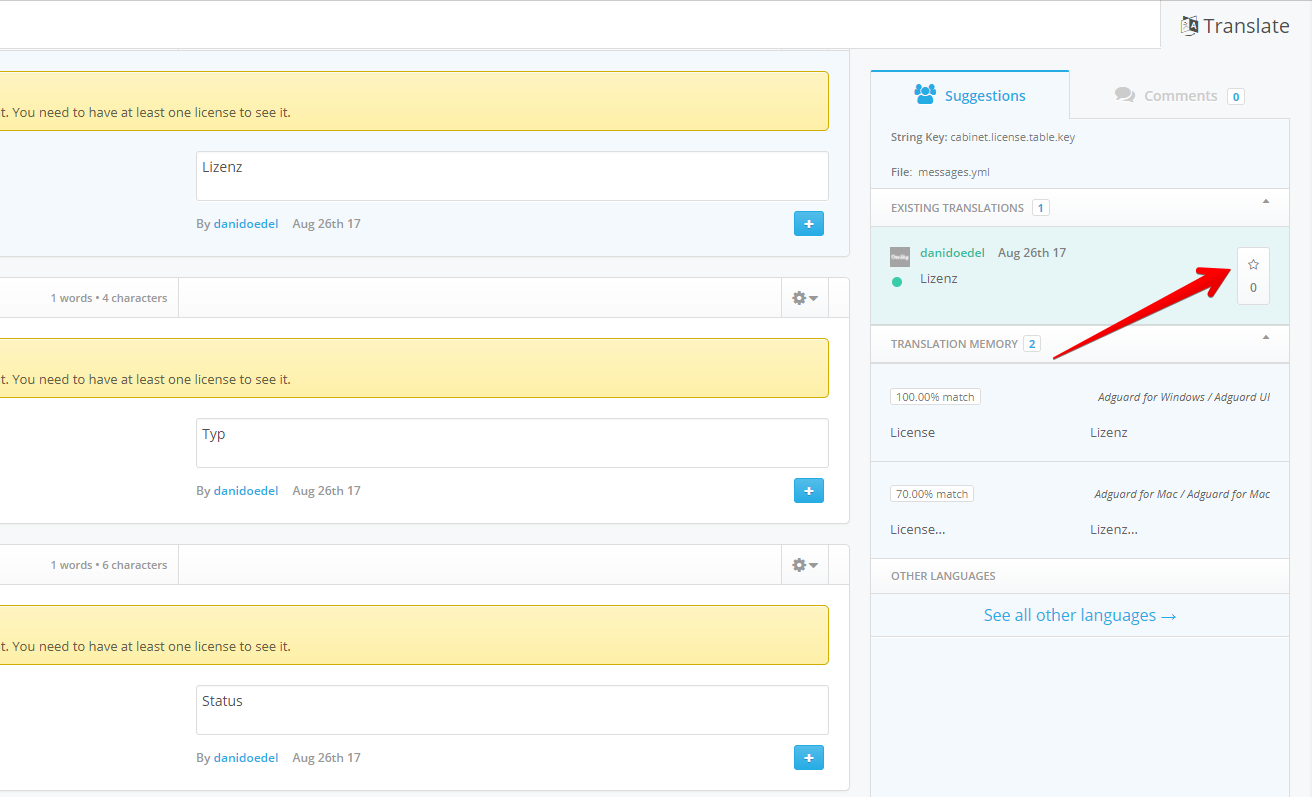 Translate
t. You need to have at least one license to see it.
Lizenz
By danidoedel Aug 26th 17
+
1 words • 4 characters
t. You need to have at least one license to see it.
Typ
By danidoedel Aug 26th 17
+
1 words • 6 characters
t. You need to have at least one license to see it.
Status
By danidoedel Aug 26th 17
+
Suggestions
Comments 0
String Key: cabinet.license.table.key
File: messages.yml
EXISTING TRANSLATIONS 1
danidoedel Aug 26th 17
Lizenz
0
TRANSLATION MEMORY 2
100.00% match Adguard for Windows / Adguard UI
License Lizenz
70.00% match Adguard for Mac / Adguard for Mac
License... Lizenz...
OTHER LANGUAGES
See all other languages →